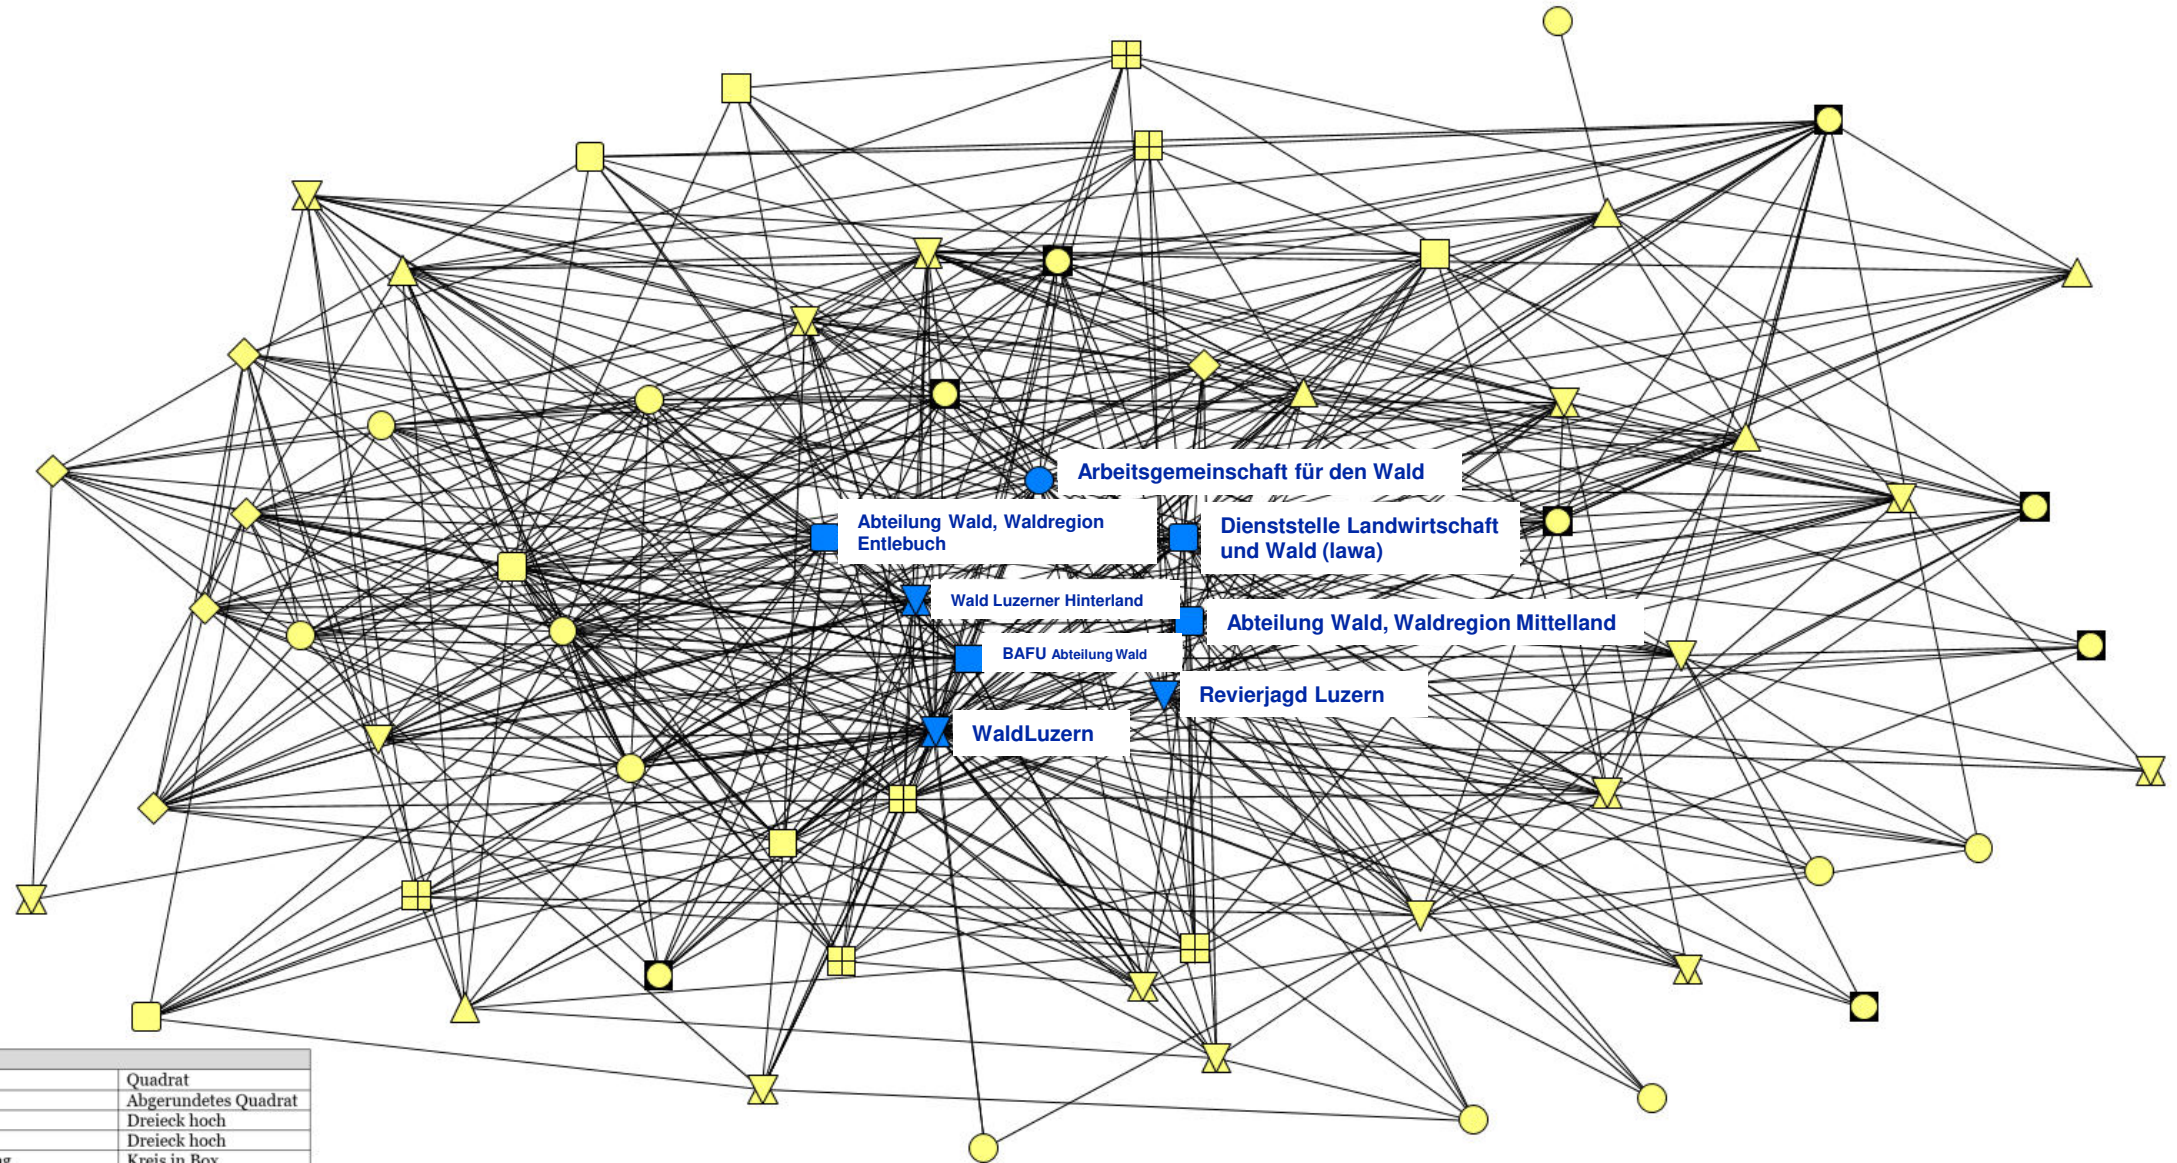 Arbeitsgemeinschaft für den Wald
Abteilung Wald, Waldregion
Entlebuch
Dienststelle Landwirtschaft
und Wald (lawa)
Wald Luzerner Hinterland
Abteilung Wald, Waldregion Mittelland
BAFU Abteilung Wald
Revierjagd Luzern
WaldLuzern
Quadrat
Abgerundetes Quadrat
Dreieck hoch
Dreieck hoch
Kreis in Box